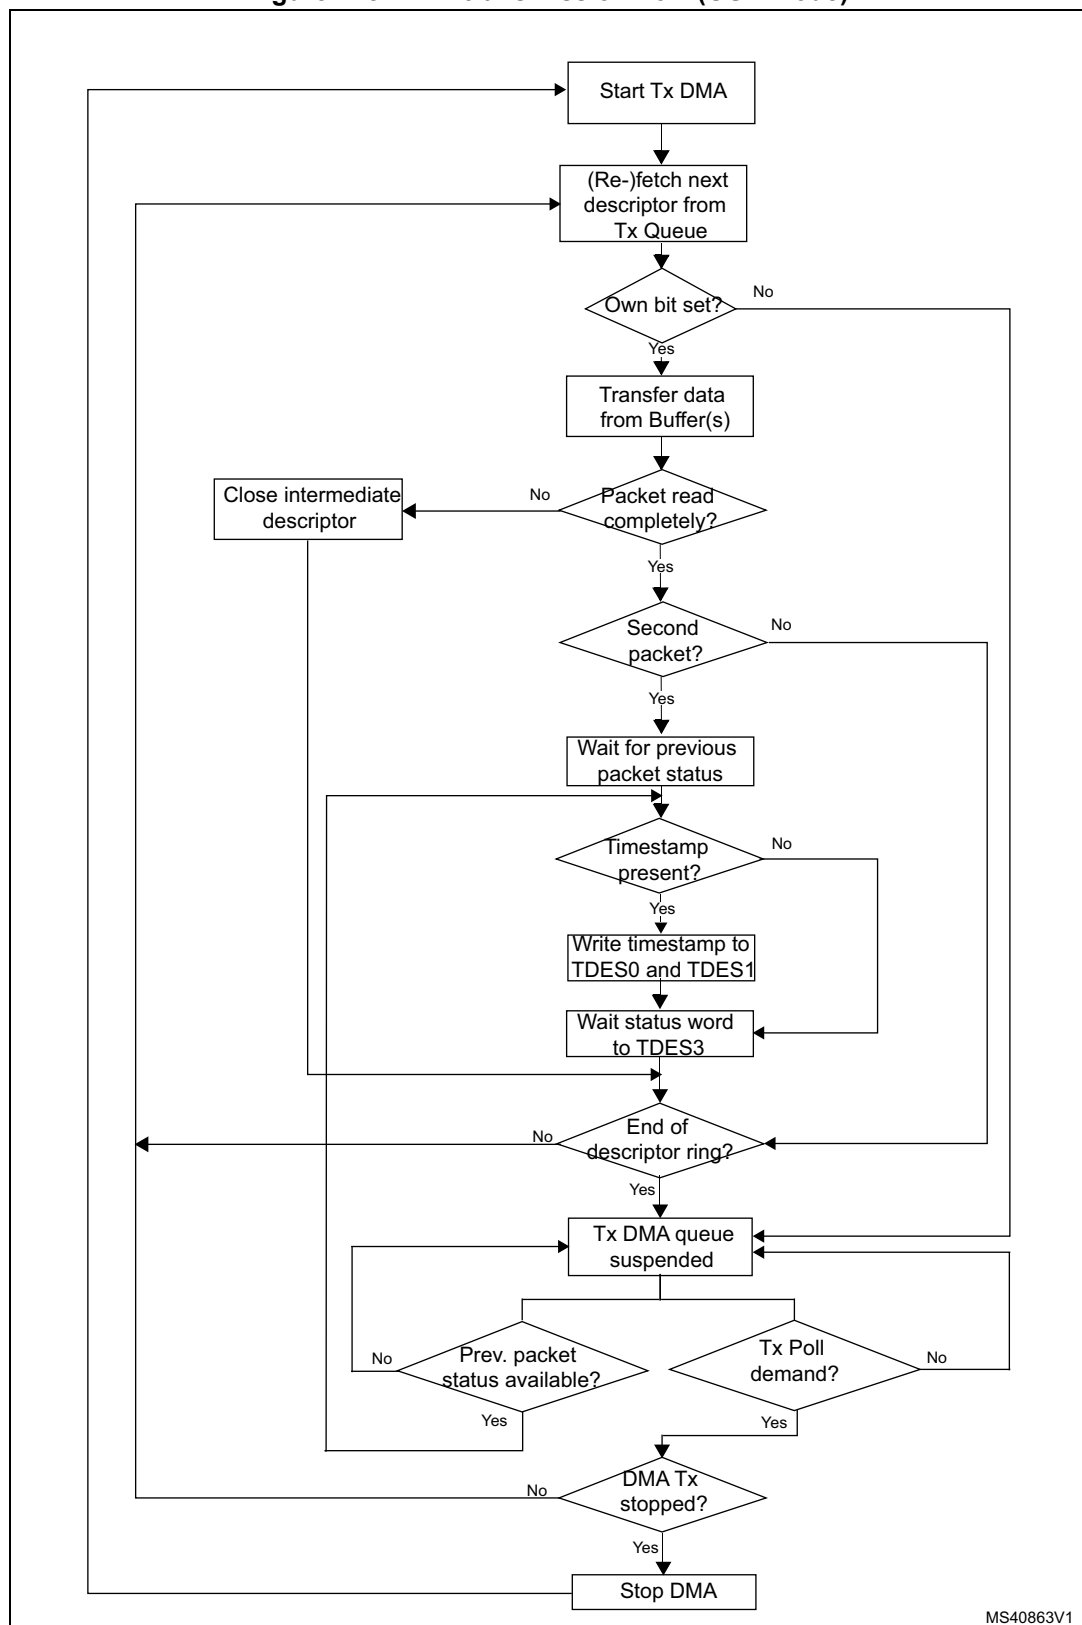 Start Tx DMA
(Re-)fetch next
descriptor from
Tx Queue
Own bit set?
No
Yes
Transfer data
from Buffer(s)
Close intermediate
descriptor
No
Packet read
completely?
Yes
Second
packet?
No
Yes
Wait for previous
packet status
Timestamp
present?
No
Yes
Write timestamp to
TDES0 and TDES1
Wait status word
to TDES3
No
End of
descriptor ring?
Yes
Tx DMA queue
suspended
No
Prev. packet
status available?
Yes
Tx Poll
demand?
No
Yes
No
DMA Tx
stopped?
Yes
Stop DMA
MS40863V1